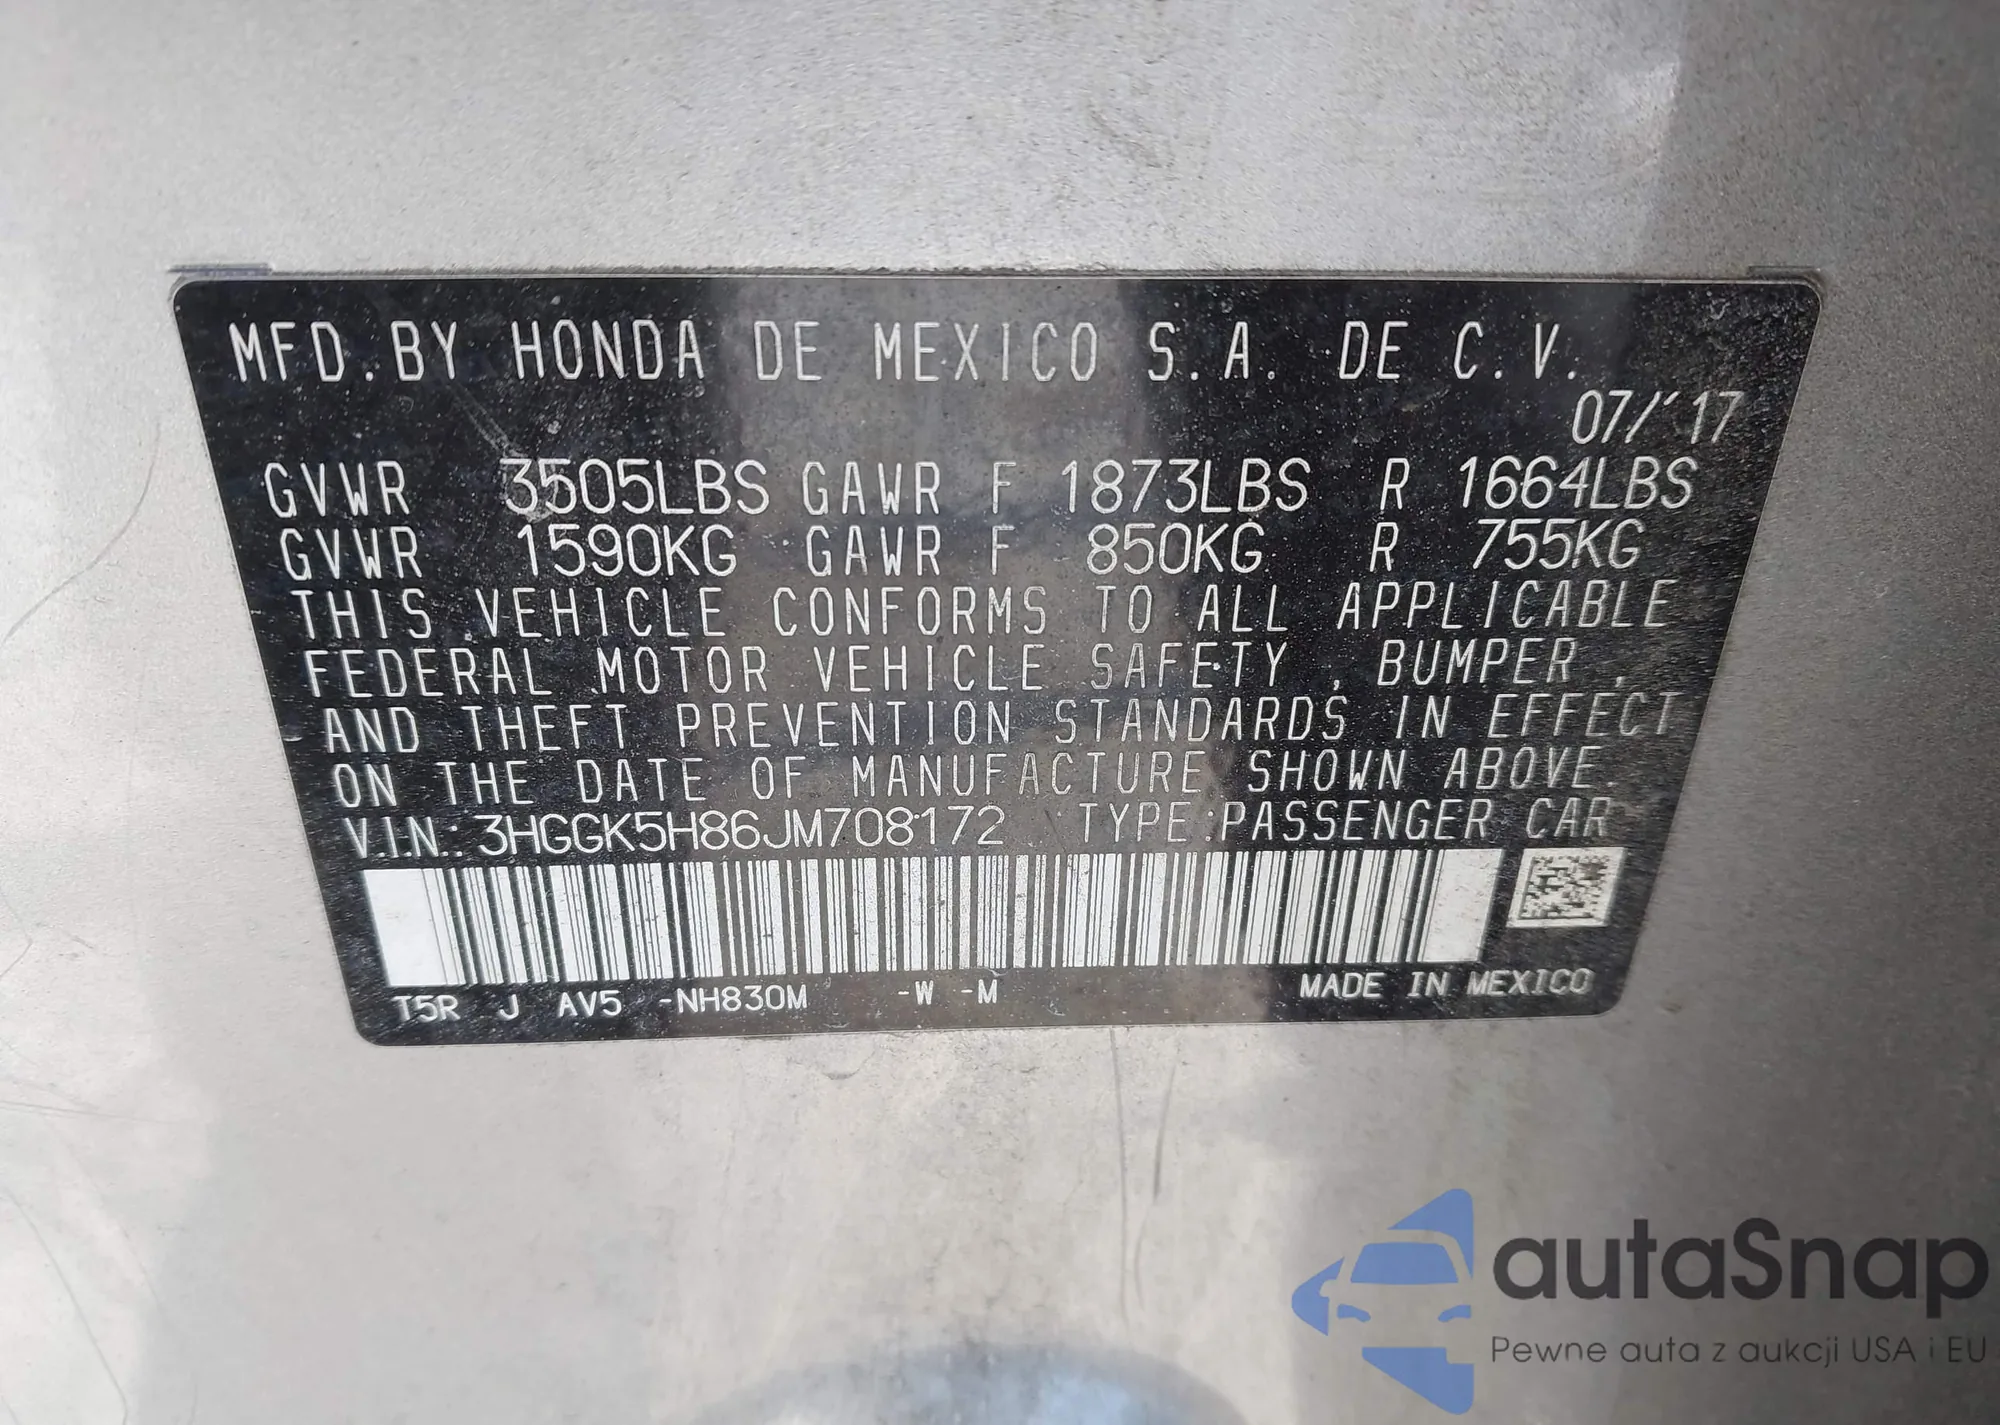 MFD. BY HONDA DE MEXICO S.A. DE C.V.
07/'17
GVWR 3505LBS GAWR F 1873LBS R 1664LBS
GVWR 1590KG GAWR F 850KG R 755KG
THIS VEHICLE CONFORMS TO ALL APPLICABLE
FEDERAL MOTOR VEHICLE SAFETY, BUMPER,
AND THEFT PREVENTION STANDARDS IN EFFECT
ON THE DATE OF MANUFACTURE SHOWN ABOVE.
V.I.N.: 3HGGK5H86JM708172 TYPE:PASSENGER CAR
T5R J AV5 -NH830M -W -M MADE IN MEXICO
autaSnap
Pewne auta z aukcji USA i EU